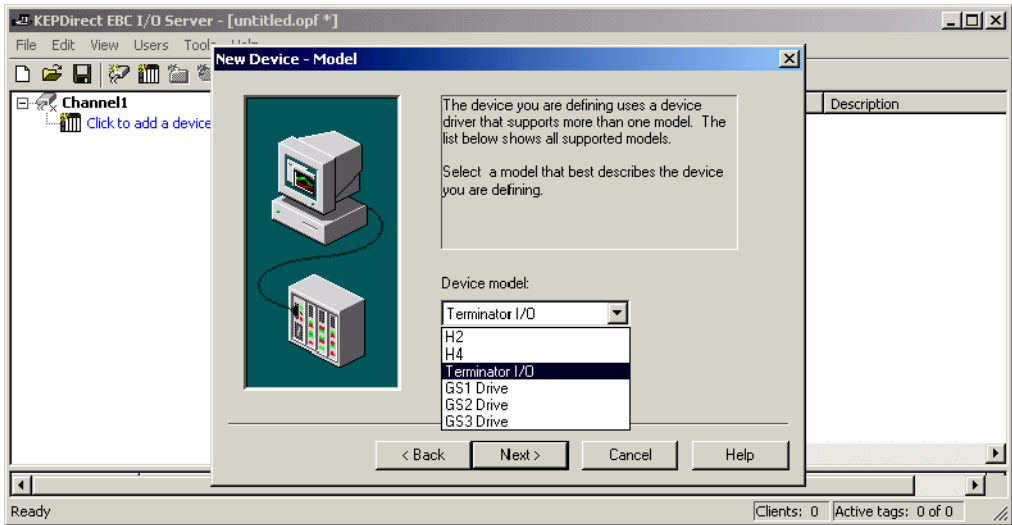 KEPDirect EBC I/O Server - [untitled.opf *]
File Edit View Users Tools Help
New Device - Model
Channel1
Click to add a device
Description
The device you are defining uses a device
driver that supports more than one model. The
list below shows all supported models.
Select a model that best describes the device
you are defining.
Device model:
Terminator I/O
H2
H4
Terminator I/O
GS1 Drive
GS2 Drive
GS3 Drive
< Back Next > Cancel Help
Ready Clients: 0 Active tags: 0 of 0